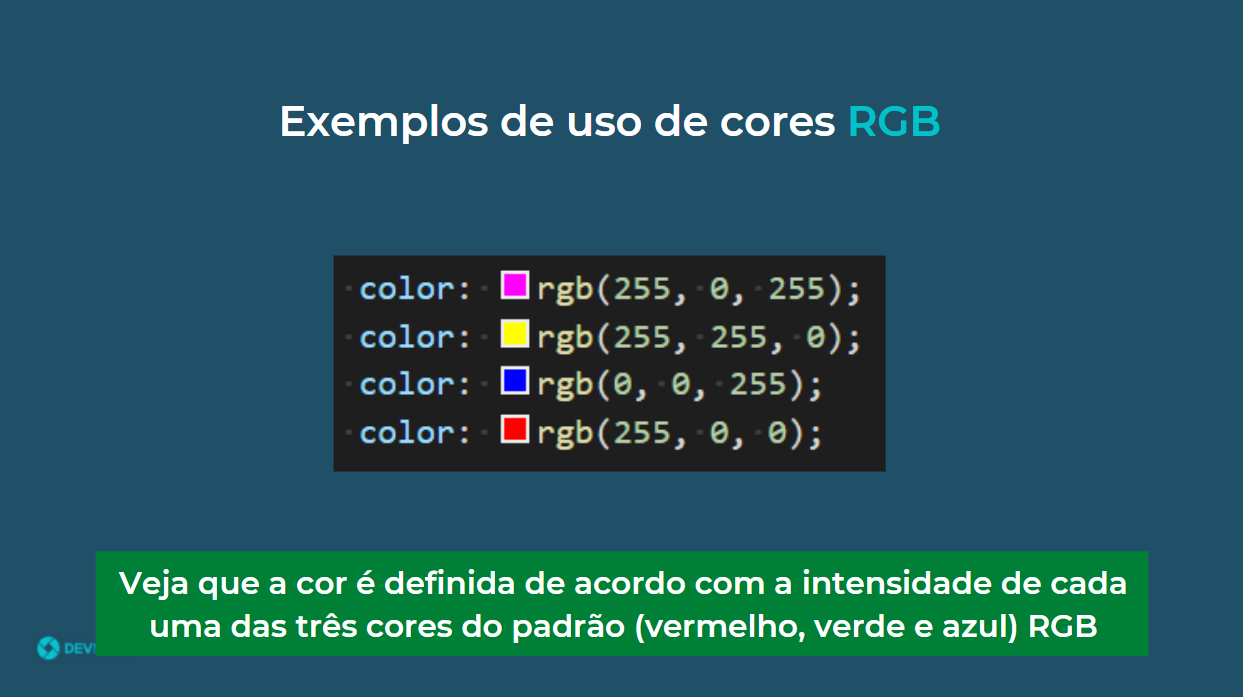 Exemplos de uso de cores RGB
color: rgb(255, 0, 255);
color: rgb(255, 255, 0);
color: rgb(0, 0, 255);
color: rgb(255, 0, 0);
Veja que a cor é definida de acordo com a intensidade de cada
uma das três cores do padrão (vermelho, verde e azul) RGB